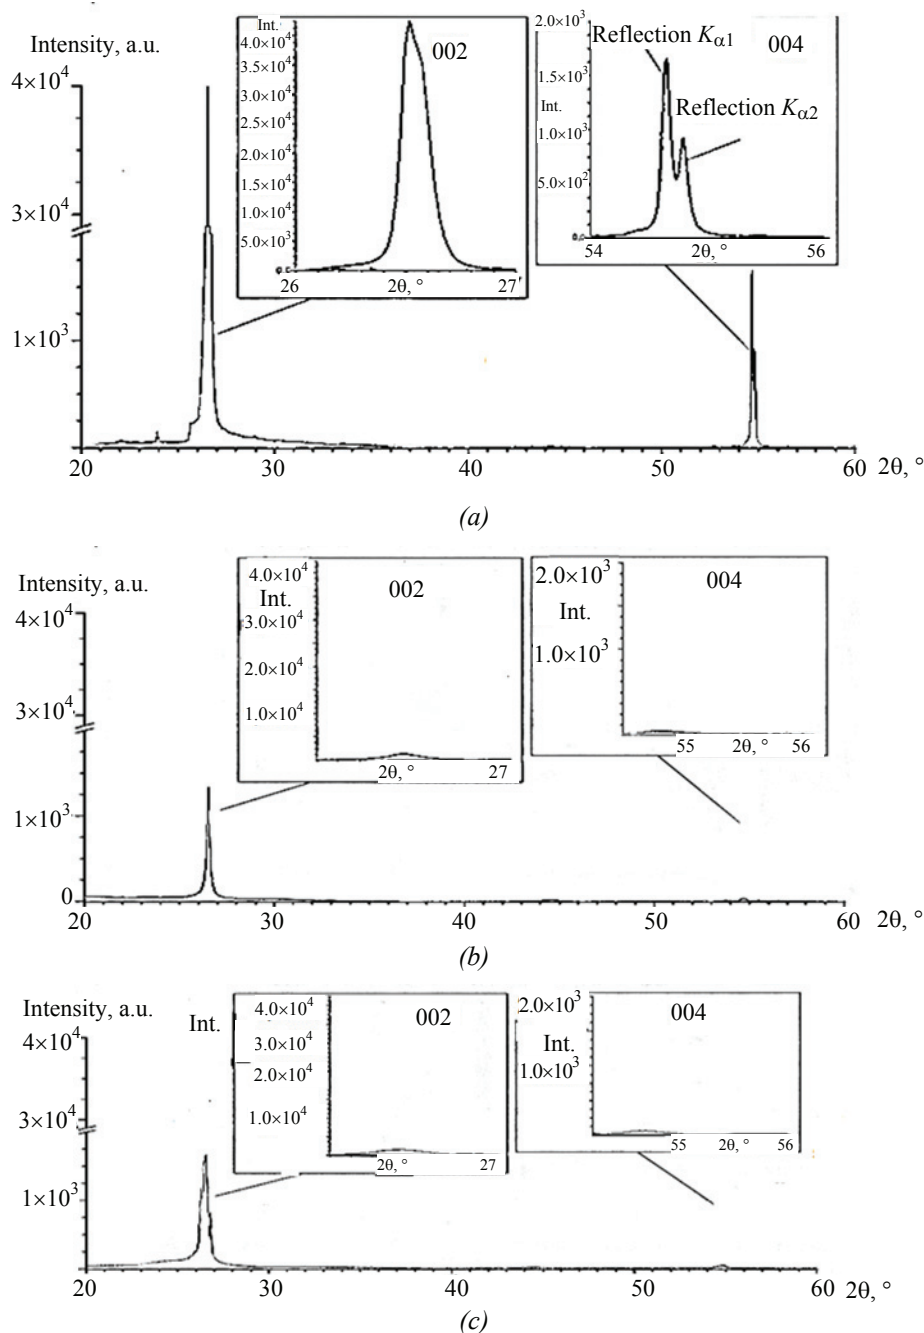 Intensity, a.u.
4×10⁴
3×10⁴
1×10³
20 30 40 50 60 2θ, °
Int.
4.0×10⁴
4.0×10⁴
3.0×10⁴
2.5×10⁴
2.0×10⁴
1.5×10⁴
1.0×10⁴
5.0×10³
0.0
002
26 2θ, ° 27
2.0×10³
1.5×10³
Int.
1.0×10³
5.0×10²
0.0
Reflection Kα1
004
Reflection Kα2
54 2θ, ° 56
(a)
Intensity, a.u.
4×10⁴
3×10⁴
1×10³
0
20 30 40 50 60 2θ, °
4.0×10⁴
Int.
3.0×10⁴
2.0×10⁴
1.0×10⁴
002
2θ, ° 27
2.0×10³
Int.
1.0×10³
004
55 2θ, ° 56
(b)
Intensity, a.u.
4×10⁴
3×10⁴
1×10³
20 30 40 50 60 2θ, °
Int.
4.0×10⁴
3.0×10⁴
2.0×10⁴
1.0×10⁴
002
2θ, ° 27
2.0×10³
Int.
1.0×10³
004
55 2θ, ° 56
(c)